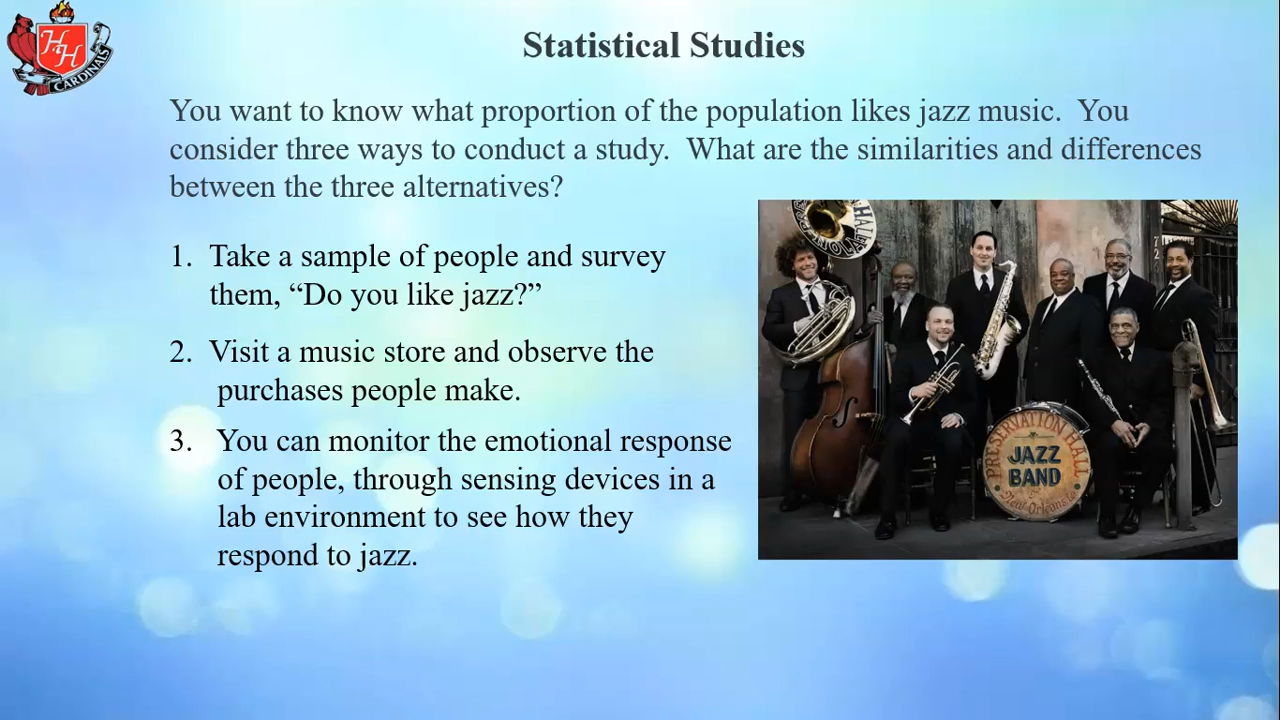 H
H
CARDINALS
Statistical Studies
You want to know what proportion of the population likes jazz music.  You
consider three ways to conduct a study.  What are the similarities and differences
between the three alternatives?
1.  Take a sample of people and survey
them, “Do you like jazz?”
2.  Visit a music store and observe the
purchases people make.
3.   You can monitor the emotional response
of people, through sensing devices in a
lab environment to see how they
respond to jazz.
PRESERVATION HALL
JAZZ
BAND
New Orleans
72